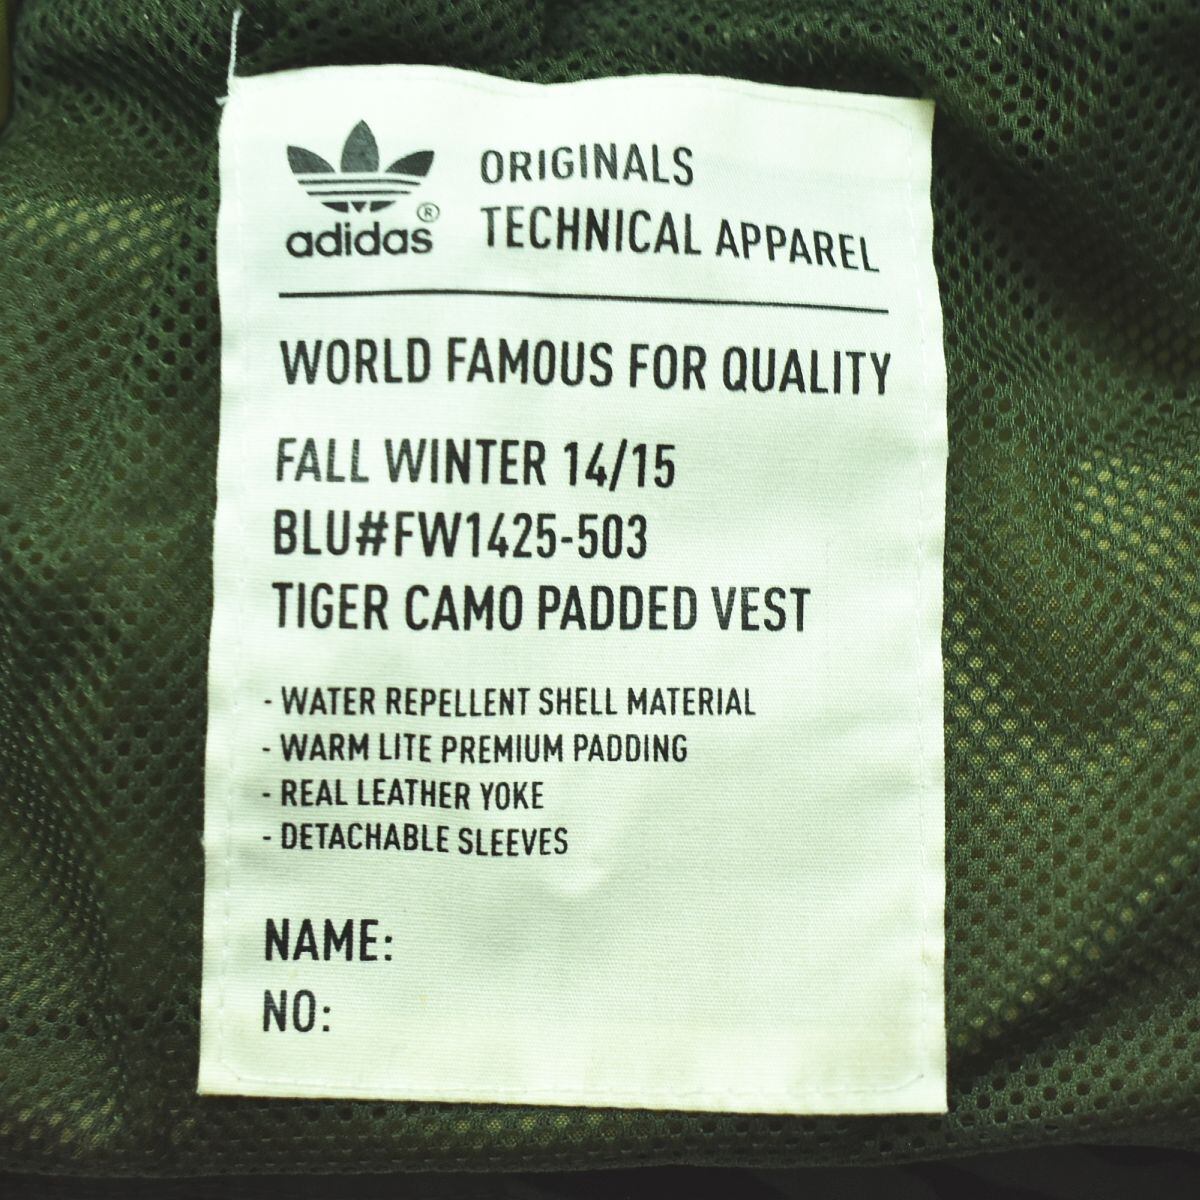 adidas®
ORIGINALS
TECHNICAL APPAREL
WORLD FAMOUS FOR QUALITY
FALL WINTER 14/15
BLU#FW1425-503
TIGER CAMO PADDED VEST
- WATER REPELLENT SHELL MATERIAL
- WARM LITE PREMIUM PADDING
- REAL LEATHER YOKE
- DETACHABLE SLEEVES
NAME:
NO: